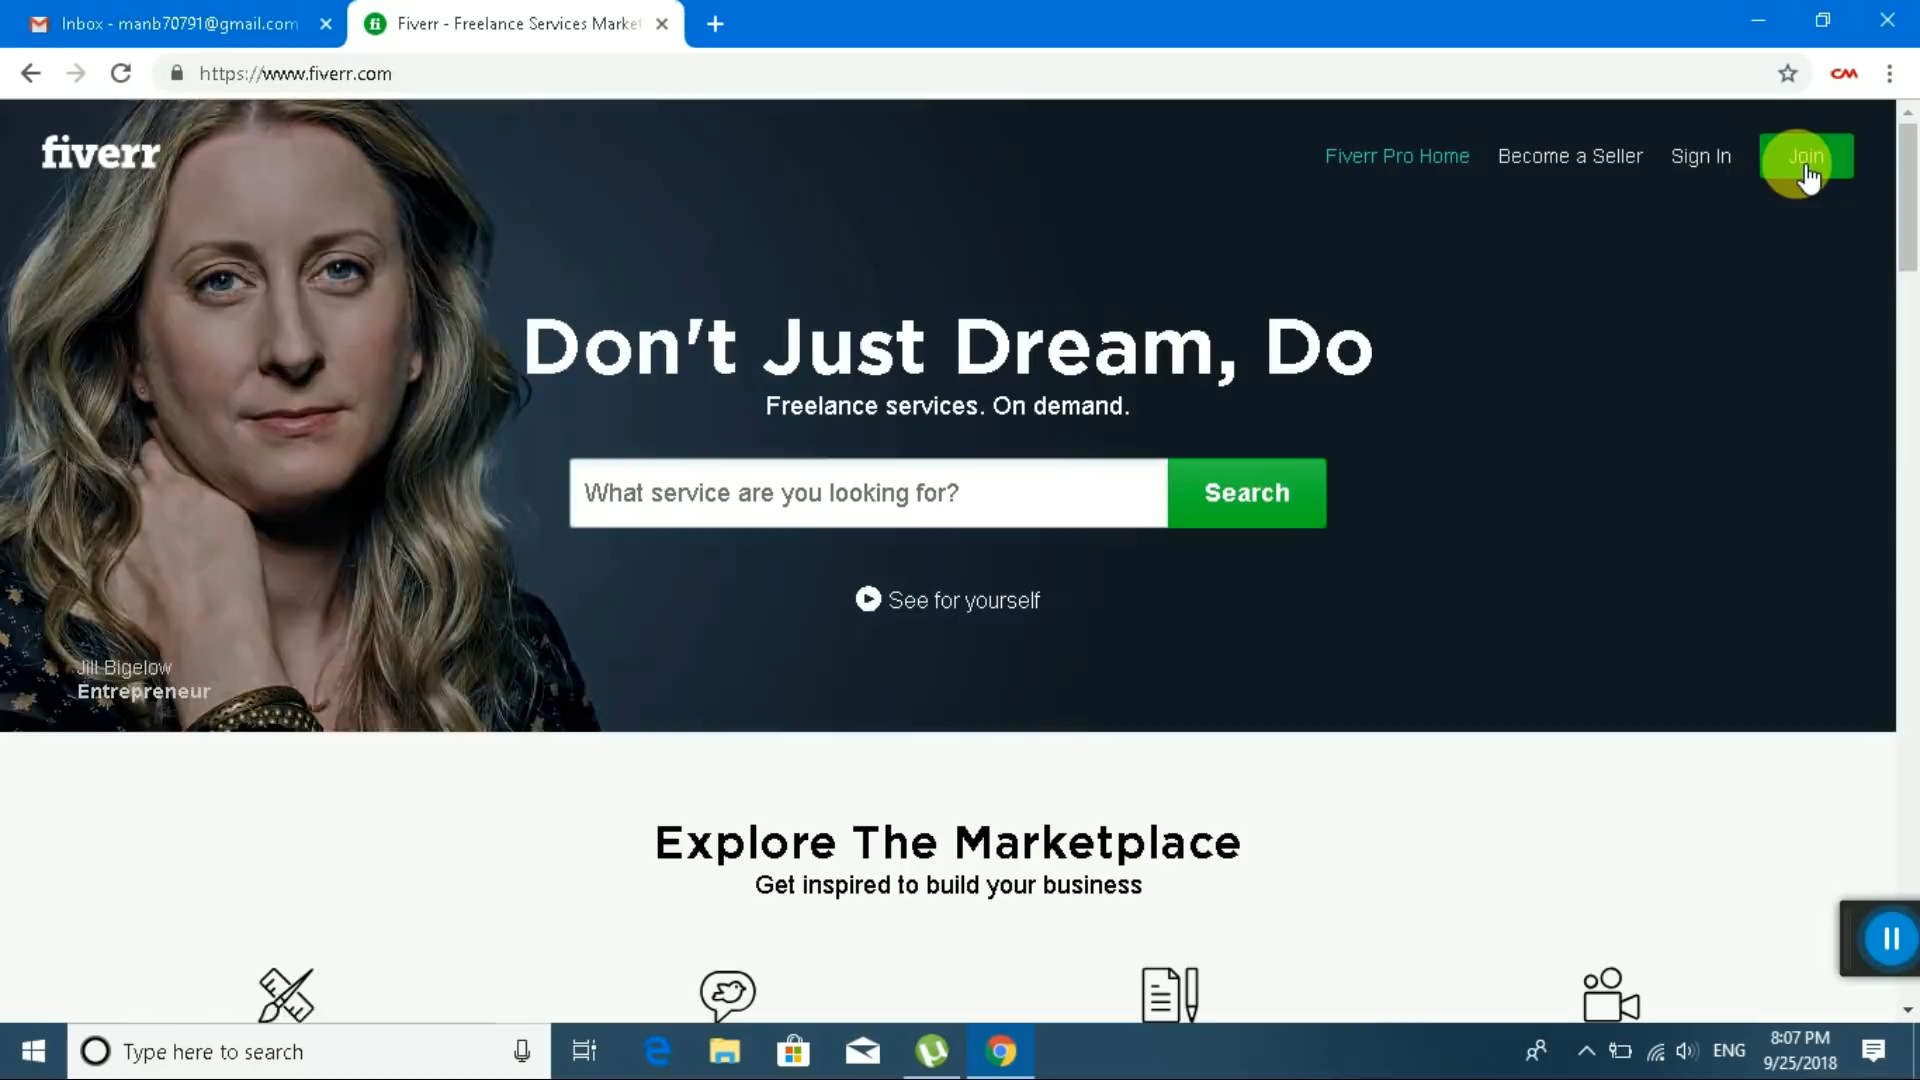 Inbox - manb70791@gmail.com
Fiverr - Freelance Services Market
https://www.fiverr.com
CM
fiverr
Fiverr Pro Home
Become a Seller
Sign In
Join
Don't Just Dream, Do
Freelance services. On demand.
What service are you looking for?
Search
See for yourself
Jill Bigelow
Entrepreneur
Explore The Marketplace
Get inspired to build your business
Type here to search
ENG
8:07 PM
9/25/2018